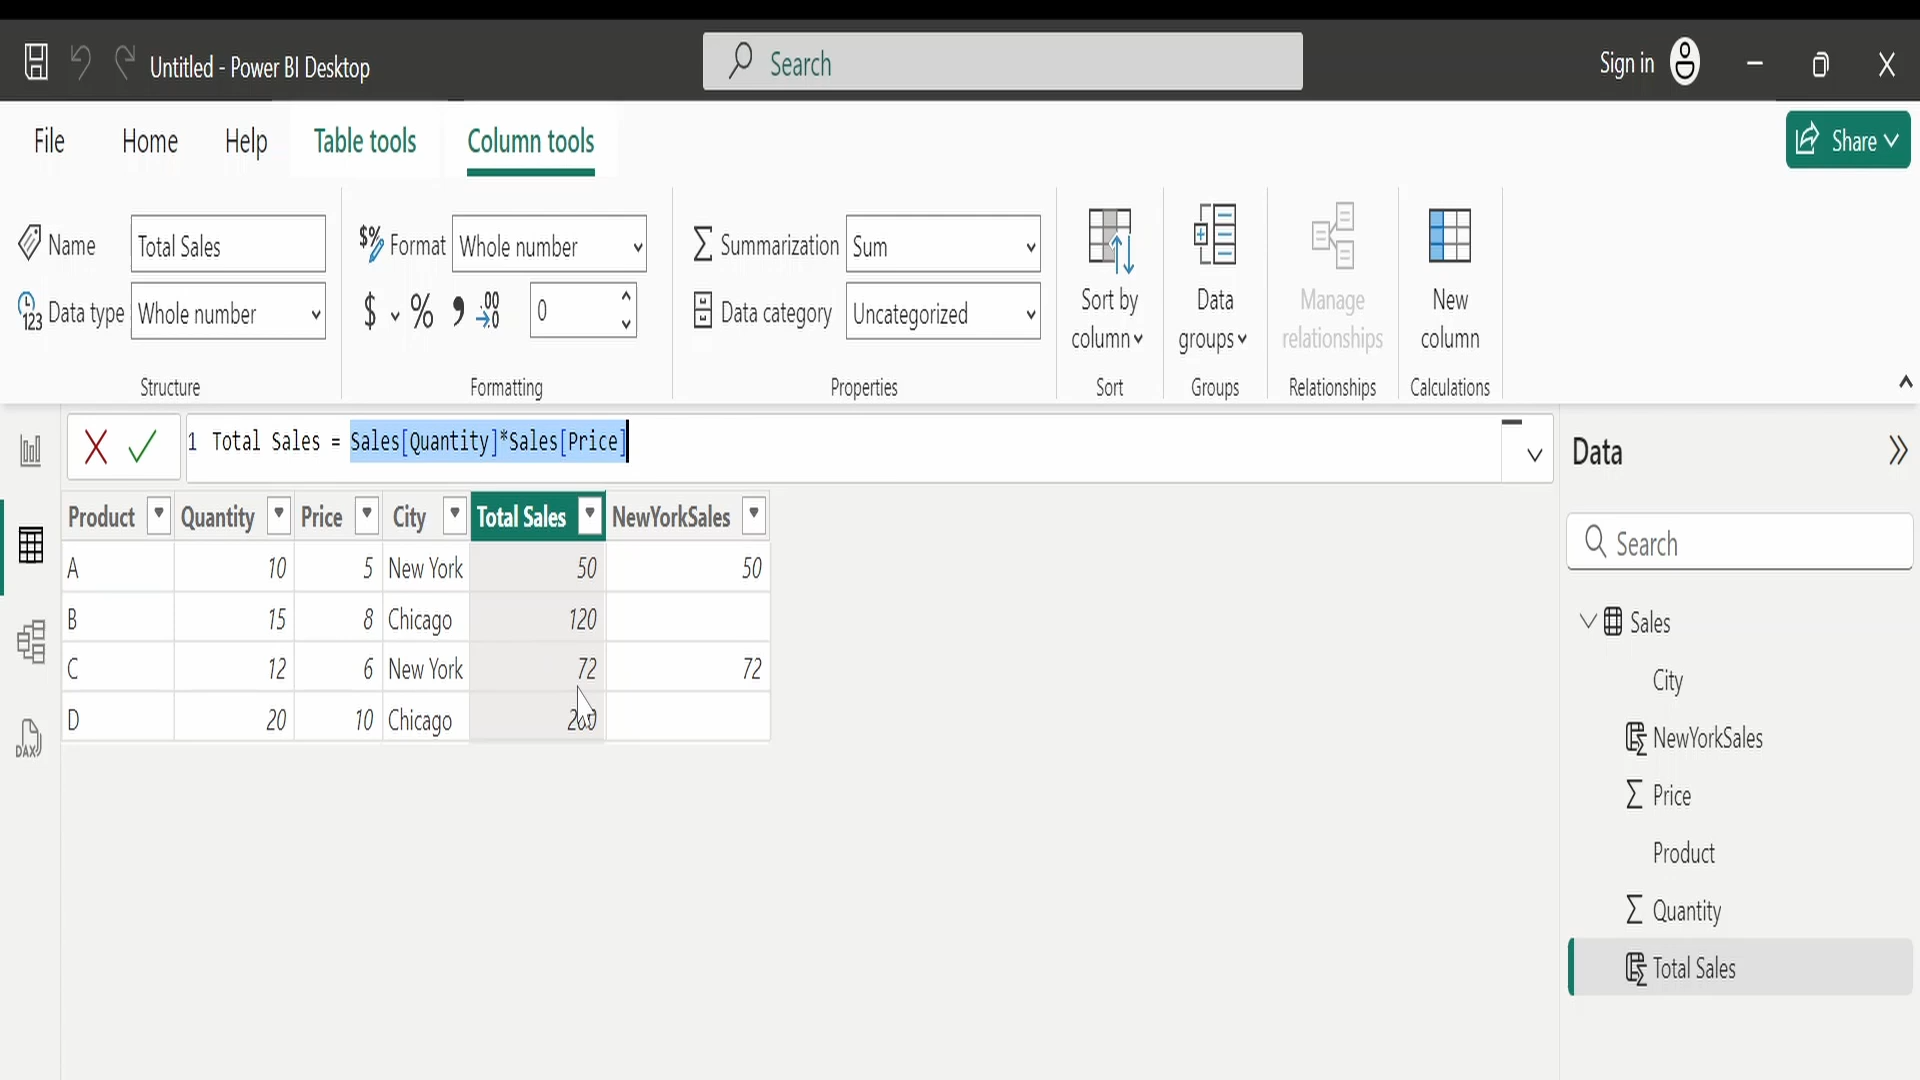 Untitled - Power BI Desktop
Search
Sign in
File Home Help Table tools Column tools
Share
Name Total Sales
$% Format Whole number
Summarization Sum
Data type Whole number
$ % , .00 0
Data category Uncategorized
Sort by column
Data groups
Manage relationships
New column
Structure
Formatting
Properties
Sort
Groups
Relationships
Calculations
1 Total Sales = Sales[Quantity]*Sales[Price]
Product Quantity Price City Total Sales NewYorkSales
A 10 5 New York 50 50
B 15 8 Chicago 120
C 12 6 New York 72 72
D 20 10 Chicago
DAX
Data
Search
Sales
City
NewYorkSales
Price
Product
Quantity
Total Sales